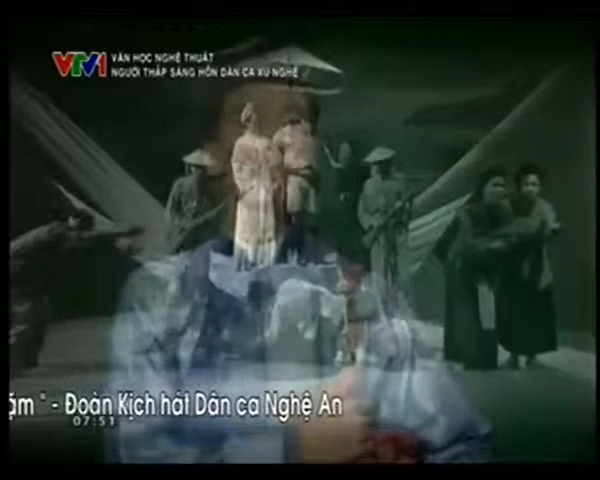 VTV1
VĂN HỌC NGHỆ THUẬT
NGƯỜI THẮP SÁNG HỒN DÂN CA XỨ NGHỆ
ặm " - Đoàn Kịch hát Dân ca Nghệ An
07:51